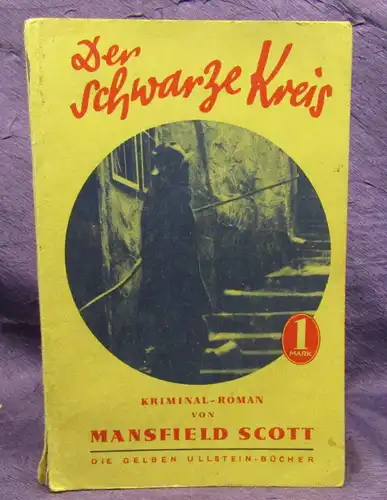 Der
schwarze Kreis
1
MARK
KRIMINAL-ROMAN
VON
MANSFIELD SCOTT
DIE GELBEN ULLSTEIN-BÜCHER